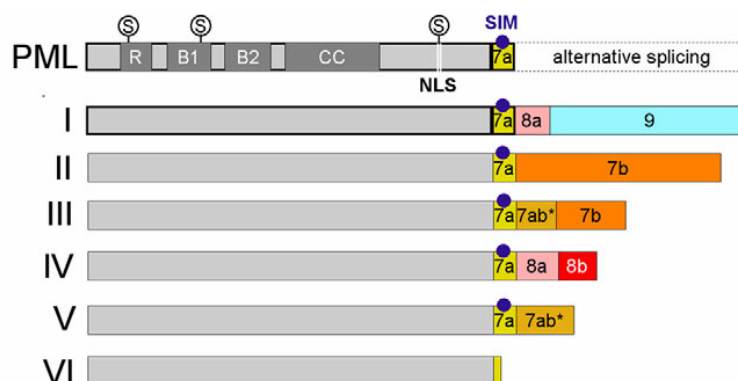 S S SIM
PML R B1 B2 CC 7a alternative splicing
NLS
I 7a 8a 9
II 7a 7b
III 7a 7ab* 7b
IV 7a 8a 8b
V 7a 7ab*
VI